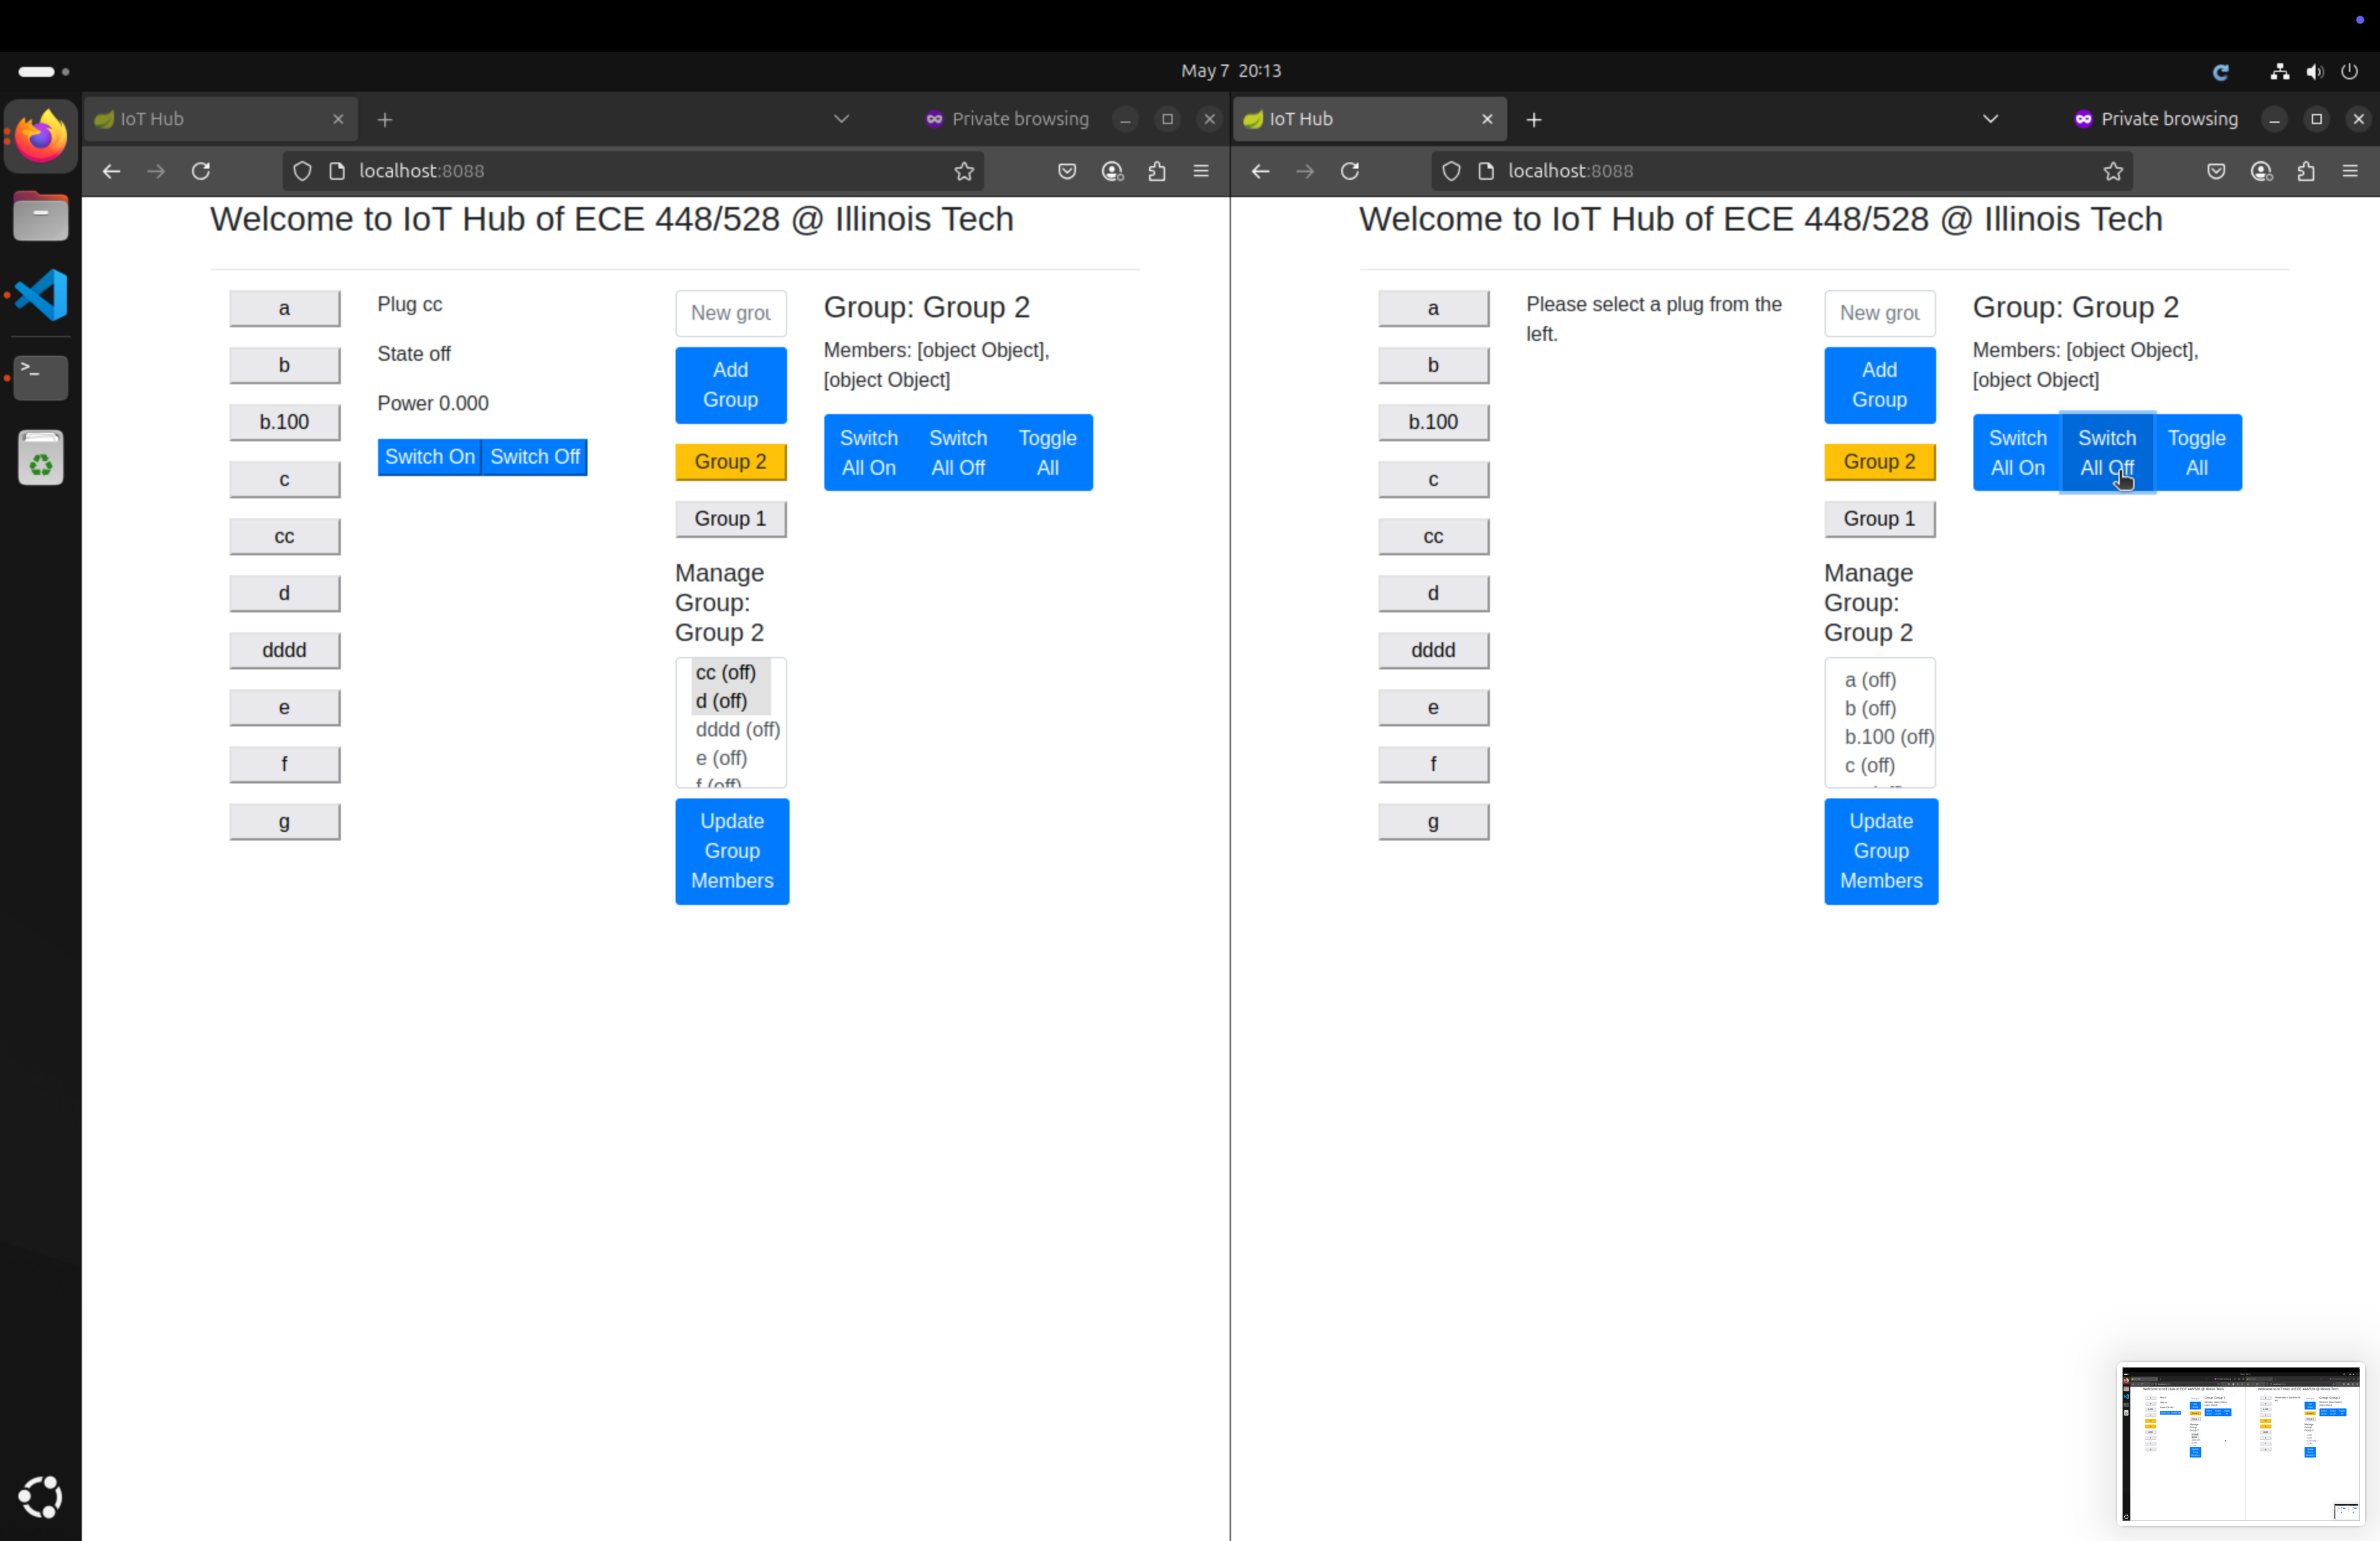 May 7 20:13
IoT Hub
Private browsing
localhost:8088
Welcome to IoT Hub of ECE 448/528 @ Illinois Tech
a
b
b.100
c
cc
d
dddd
e
f
g
Plug cc
State off
Power 0.000
Switch On
Switch Off
New grou
Add
Group
Group 2
Group 1
Manage
Group:
Group 2
cc (off)
d (off)
dddd (off)
e (off)
f (off)
Update
Group
Members
Group: Group 2
Members: [object Object],
[object Object]
Switch
All On
Switch
All Off
Toggle
All
IoT Hub
Private browsing
localhost:8088
Welcome to IoT Hub of ECE 448/528 @ Illinois Tech
a
b
b.100
c
cc
d
dddd
e
f
g
Please select a plug from the
left.
New grou
Add
Group
Group 2
Group 1
Manage
Group:
Group 2
a (off)
b (off)
b.100 (off)
c (off)
Update
Group
Members
Group: Group 2
Members: [object Object],
[object Object]
Switch
All On
Switch
All Off
Toggle
All